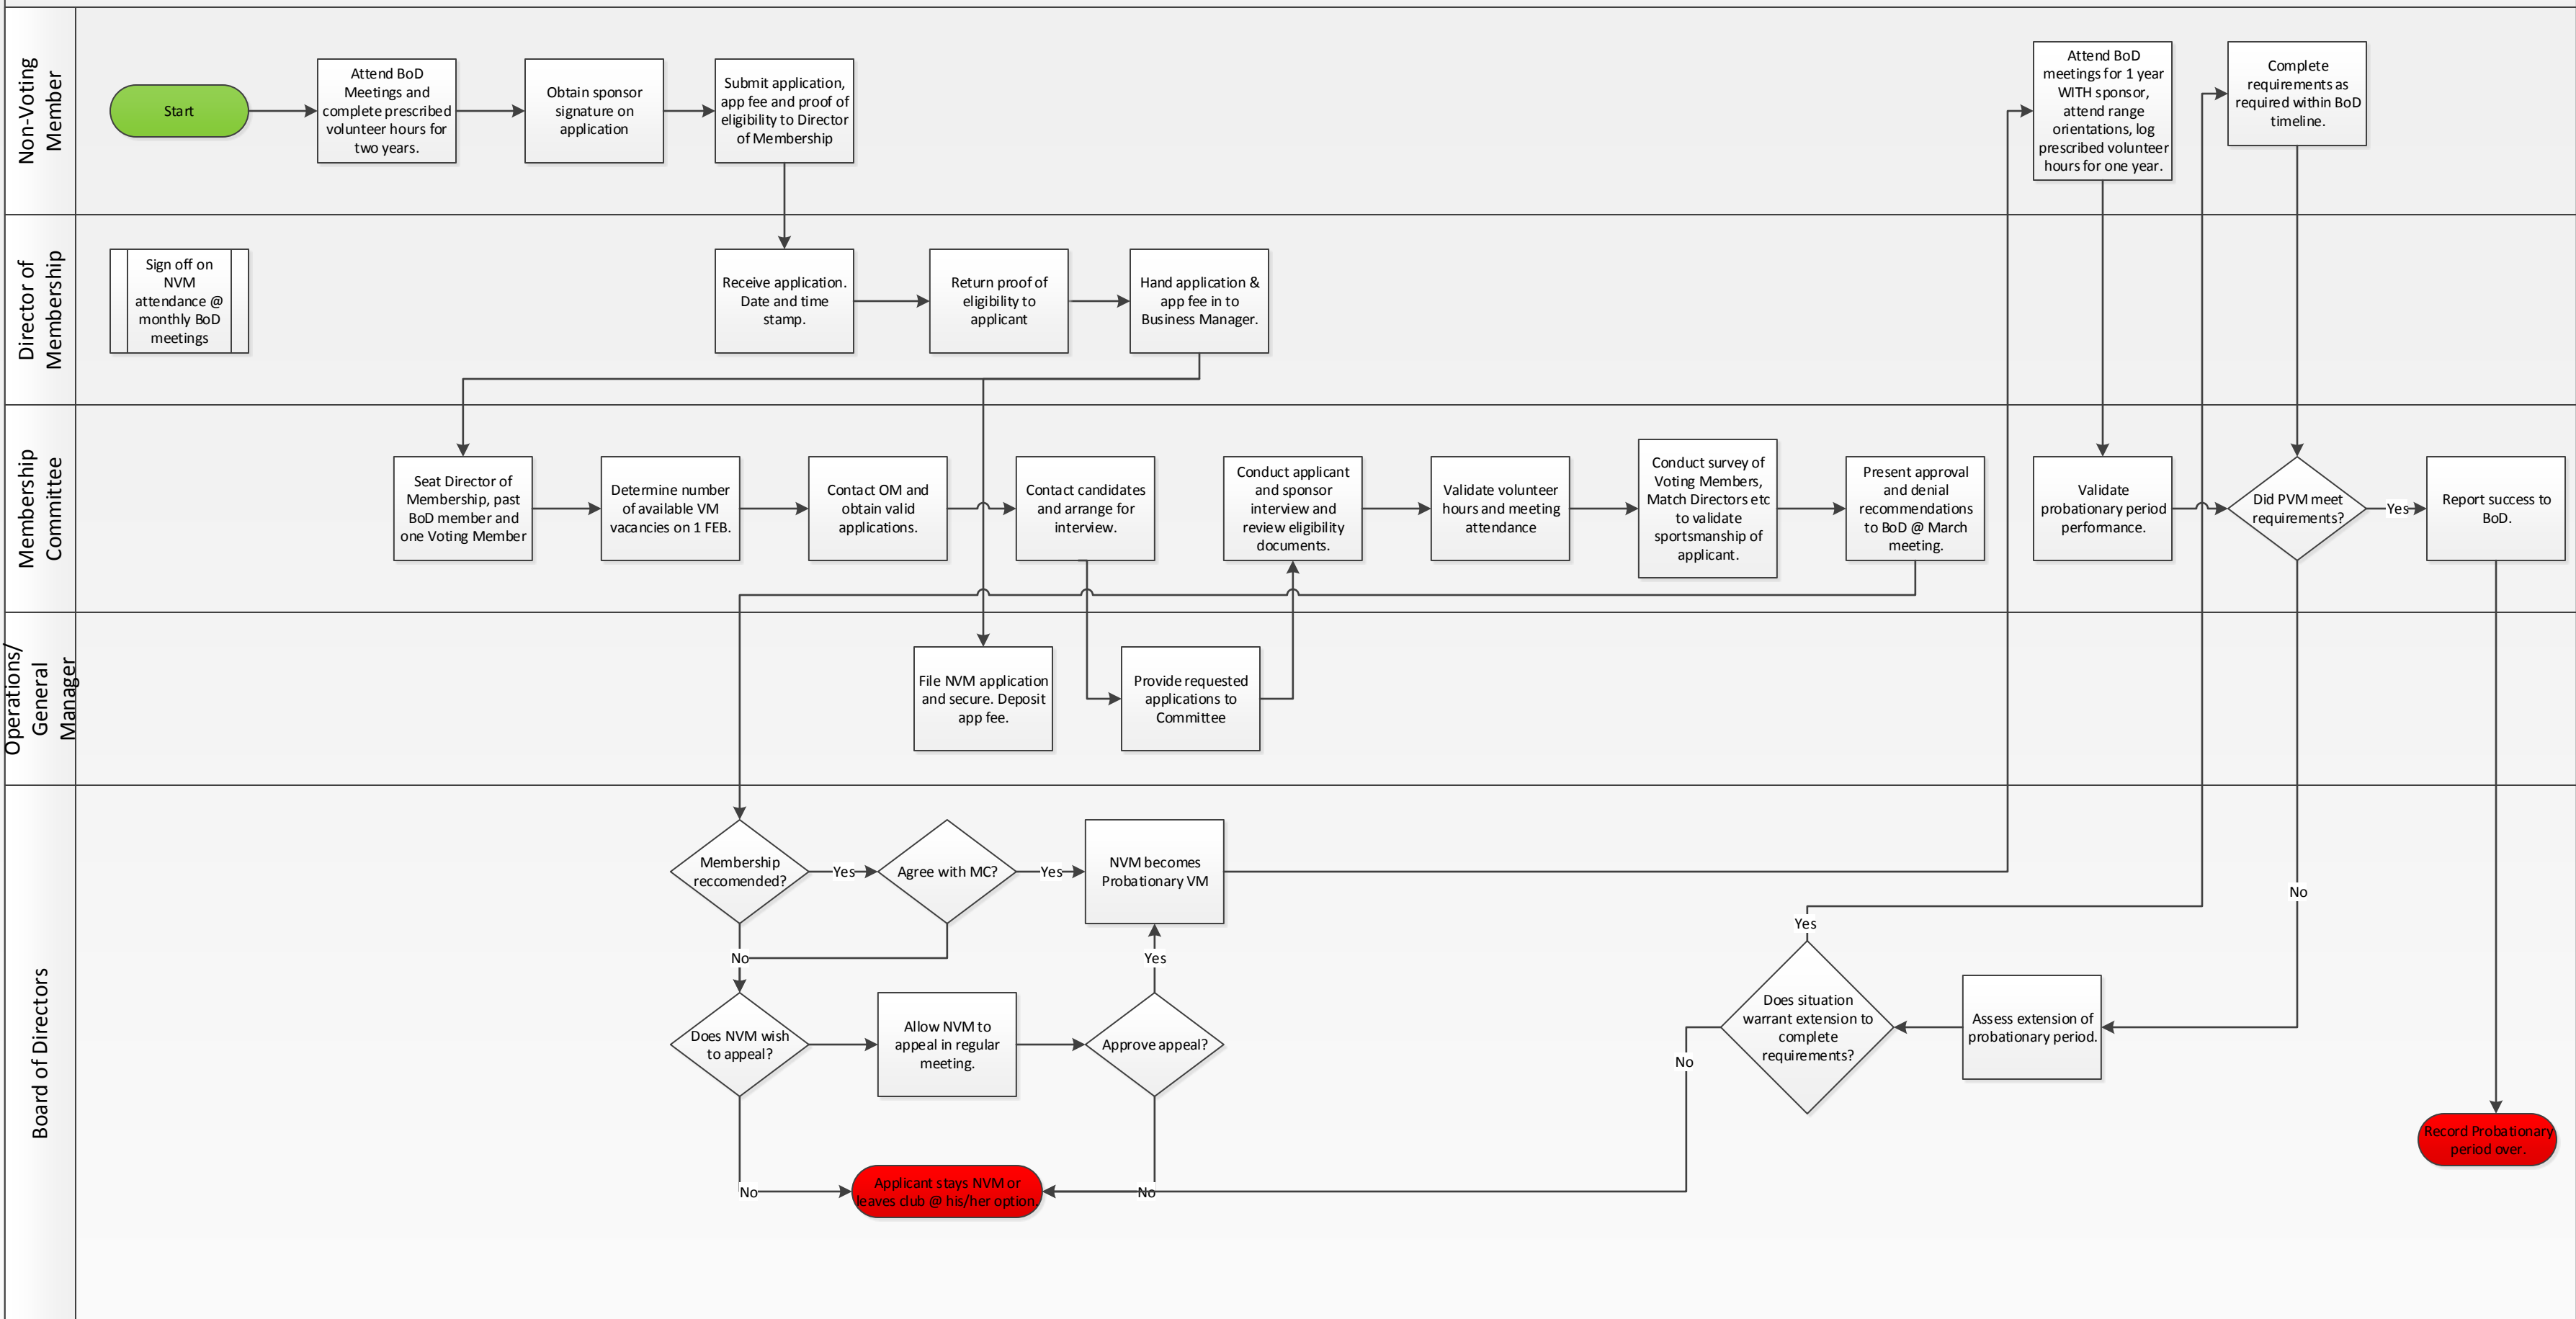 Non-Voting
Member
Start
Attend BoD
Meetings and
complete prescribed
volunteer hours for
two years.
Obtain sponsor
signature on
application
Submit application,
app fee and proof of
eligibility to Director
of Membership
Attend BoD
meetings for 1 year
WITH sponsor,
attend range
orientations, log
prescribed volunteer
hours for one year.
Complete
requirements as
required within BoD
timeline.
Director of
Membership
Sign off on
NVM
attendance @
monthly BoD
meetings
Receive application.
Date and time
stamp.
Return proof of
eligibility to
applicant
Hand application &
app fee in to
Business Manager.
Membership
Committee
Seat Director of
Membership, past
BoD member and
one Voting Member
Determine number
of available VM
vacancies on 1 FEB.
Contact OM and
obtain valid
applications.
Contact candidates
and arrange for
interview.
Conduct applicant
and sponsor
interview and
review eligibility
documents.
Validate volunteer
hours and meeting
attendance
Conduct survey of
Voting Members,
Match Directors etc
to validate
sportsmanship of
applicant.
Present approval
and denial
recommendations
to BoD @ March
meeting.
Validate
probationary period
performance.
Did PVM meet
requirements?
Yes
Report success to
BoD.
Operations/
General
Manager
File NVM application
and secure. Deposit
app fee.
Provide requested
applications to
Committee
Board of Directors
Membership
reccomended?
Yes
Agree with MC?
Yes
NVM becomes
Probationary VM
No
Yes
No
Yes
Does NVM wish
to appeal?
Allow NVM to
appeal in regular
meeting.
Approve appeal?
Does situation
warrant extension to
complete
requirements?
Assess extension of
probationary period.
No
No
Applicant stays NVM or
leaves club @ his/her option.
No
Record Probationary
period over.